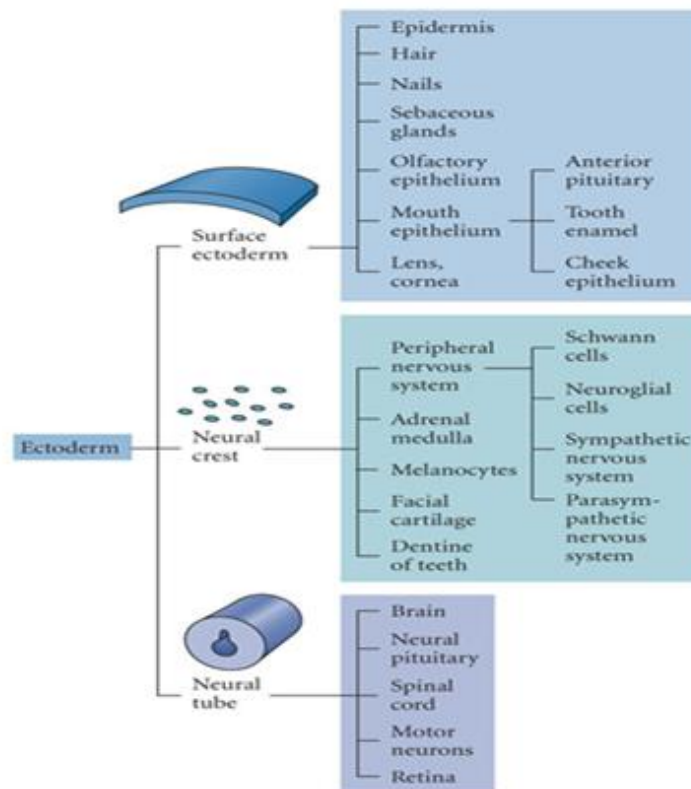 Epidermis
Hair
Nails
Sebaceous
glands
Olfactory
epithelium
Mouth
epithelium
Lens,
cornea
Anterior
pituitary
Tooth
enamel
Cheek
epithelium
Surface
ectoderm
Peripheral
nervous
system
Adrenal
medulla
Melanocytes
Facial
cartilage
Dentine
of teeth
Schwann
cells
Neuroglial
cells
Sympathetic
nervous
system
Parasym-
pathetic
nervous
system
Neural
crest
Ectoderm
Brain
Neural
pituitary
Spinal
cord
Motor
neurons
Retina
Neural
tube